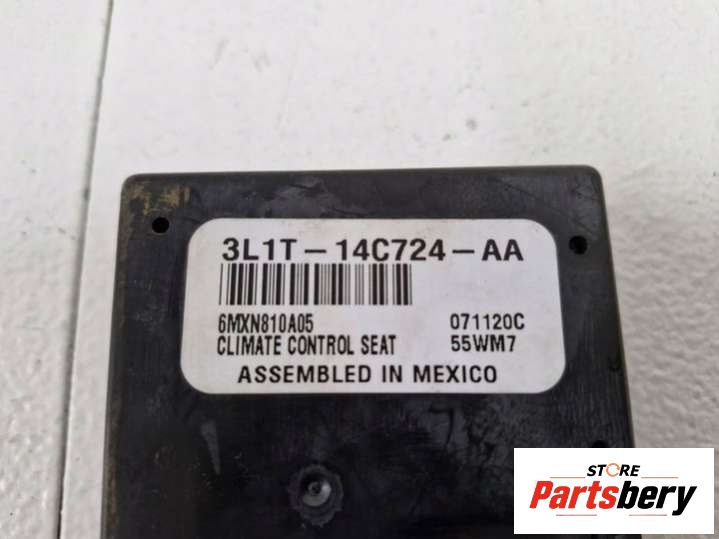 3L1T-14C724-AA
6MXN810A05 071120C
CLIMATE CONTROL SEAT 55WM7
ASSEMBLED IN MEXICO
STORE
Partsbery